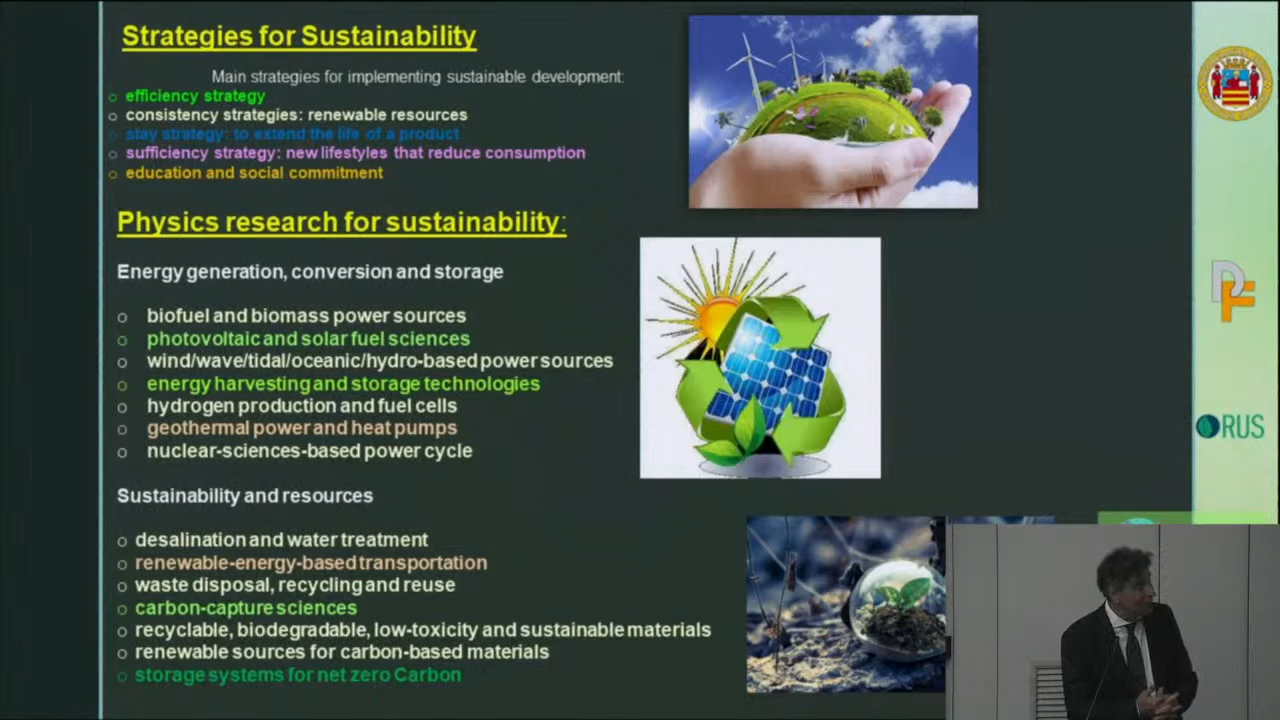 Strategies for Sustainability
Main strategies for implementing sustainable development:
o efficiency strategy
o consistency strategies: renewable resources
o stay strategy: to extend the life of a product
o sufficiency strategy: new lifestyles that reduce consumption
o education and social commitment
Physics research for sustainability:
Energy generation, conversion and storage
o biofuel and biomass power sources
o photovoltaic and solar fuel sciences
o wind/wave/tidal/oceanic/hydro-based power sources
o energy harvesting and storage technologies
o hydrogen production and fuel cells
o geothermal power and heat pumps
o nuclear-sciences-based power cycle
Sustainability and resources
o desalination and water treatment
o renewable-energy-based transportation
o waste disposal, recycling and reuse
o carbon-capture sciences
o recyclable, biodegradable, low-toxicity and sustainable materials
o renewable sources for carbon-based materials
o storage systems for net zero Carbon
DF
RUS